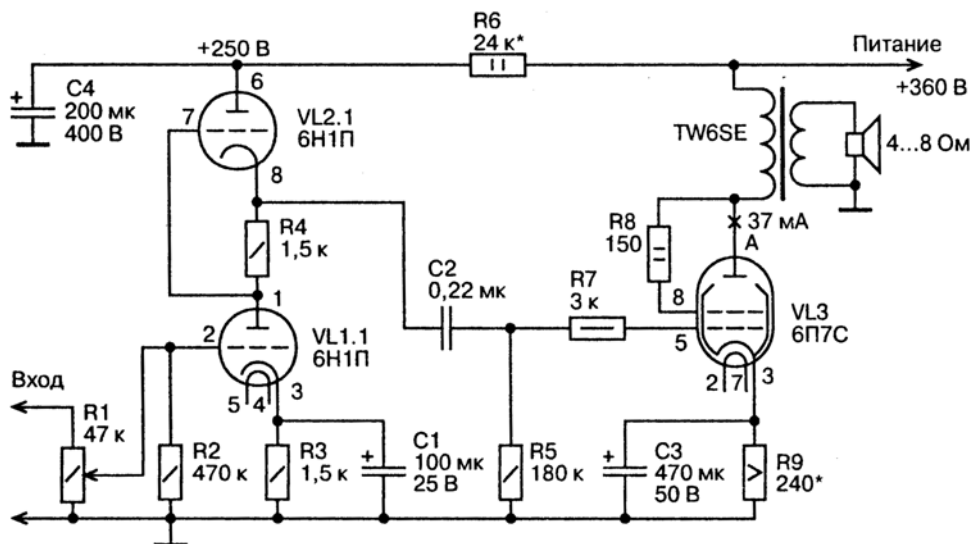 R6
24 к*
Питание
+250 В
+360 В
C4
200 мк
400 В
6
7
VL2.1
6Н1П
8
TW6SE
4...8 Ом
R4
1,5 к
R8
150
37 мА
А
C2
0,22 мк
R7
3 к
8
VL3
6П7С
5
1
2
VL1.1
6Н1П
2
7
3
Вход
5
4
3
R1
47 к
R2
470 к
R3
1,5 к
C1
100 мк
25 В
R5
180 к
C3
470 мк
50 В
R9
240*